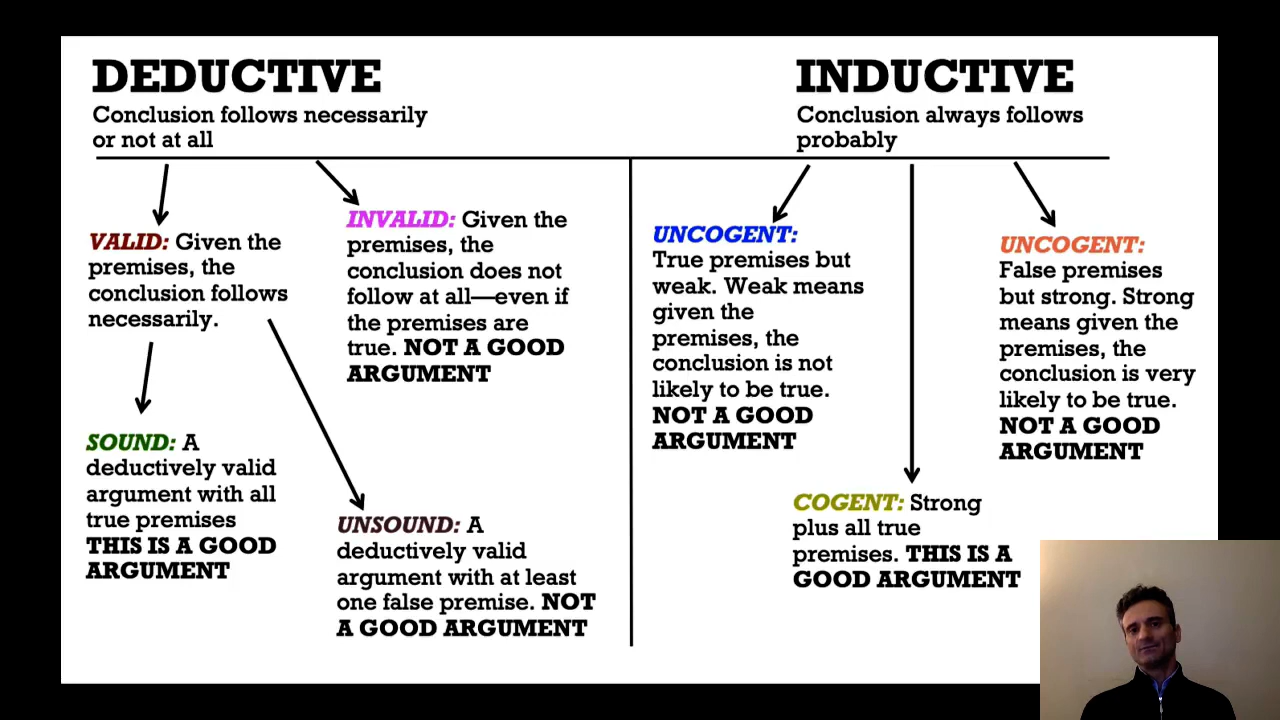 DEDUCTIVE
Conclusion follows necessarily
or not at all
VALID: Given the
premises, the
conclusion follows
necessarily.
INVALID: Given the
premises, the
conclusion does not
follow at all—even if
the premises are
true. NOT A GOOD
ARGUMENT
SOUND: A
deductively valid
argument with all
true premises
THIS IS A GOOD
ARGUMENT
UNSOUND: A
deductively valid
argument with at least
one false premise. NOT
A GOOD ARGUMENT
INDUCTIVE
Conclusion always follows
probably
UNCOGENT:
True premises but
weak. Weak means
given the
premises, the
conclusion is not
likely to be true.
NOT A GOOD
ARGUMENT
UNCOGENT:
False premises
but strong. Strong
means given the
premises, the
conclusion is very
likely to be true.
NOT A GOOD
ARGUMENT
COGENT: Strong
plus all true
premises. THIS IS A
GOOD ARGUMENT